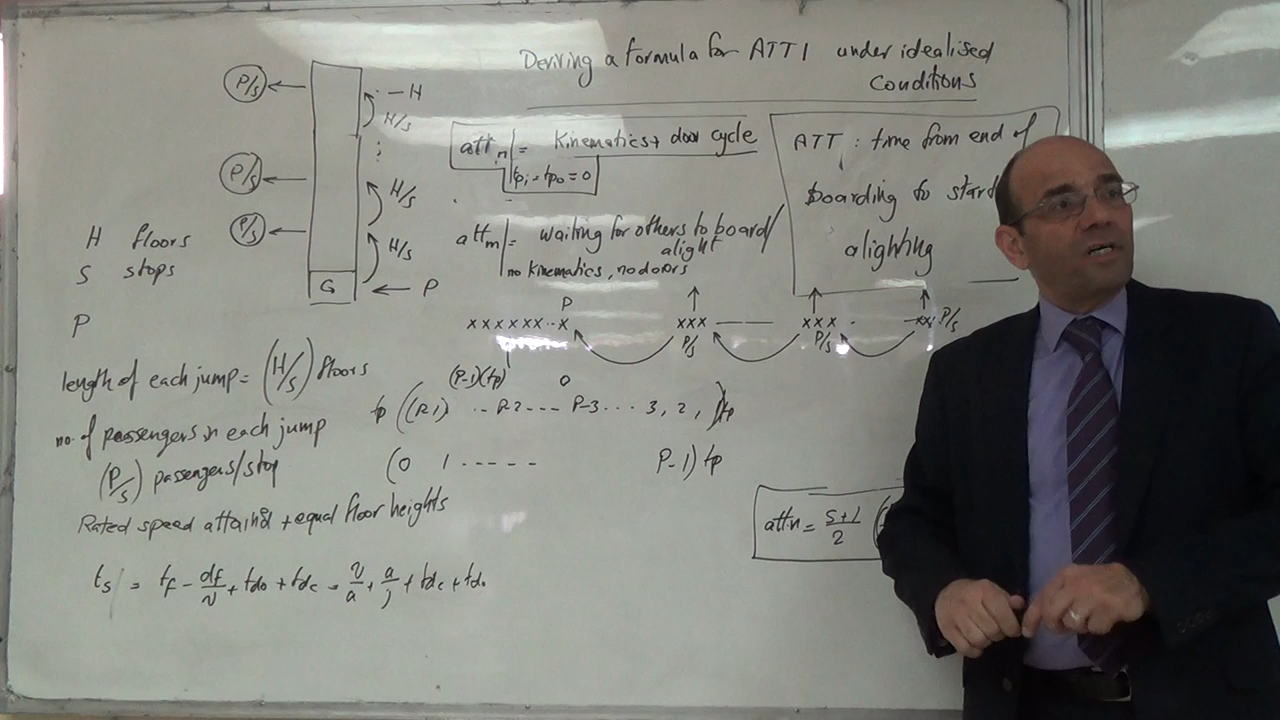 Deriving a formula for ATT1 under idealised
conditions
P/S
- H
H/S
P/S
H/S
P/S
H/S
G
P
H floors
S stops
P
att_n | = Kinematics + door cycle
tpi = tpo = 0
att_m | = waiting for others to board/
alight
no kinematics, no doors
ATT : time from end of
boarding to start
alighting
P
x x x x x x .. x
xxx
xxx
xx P/S
P/S
P/S
length of each jump = (H/S) floors
(P-1)(tp)
0
tp ((P-1) .. P-2 --- P-3 ... 3, 2, ) tp
no. of passengers in each jump
(P/S) passengers/stop
(0 1 -----
P-1) tp
Rated speed attained + equal floor heights
attn = S+1/2 (
ts = tf - df/v + tdo + tdc = v/a + a/j + tdc + tdo